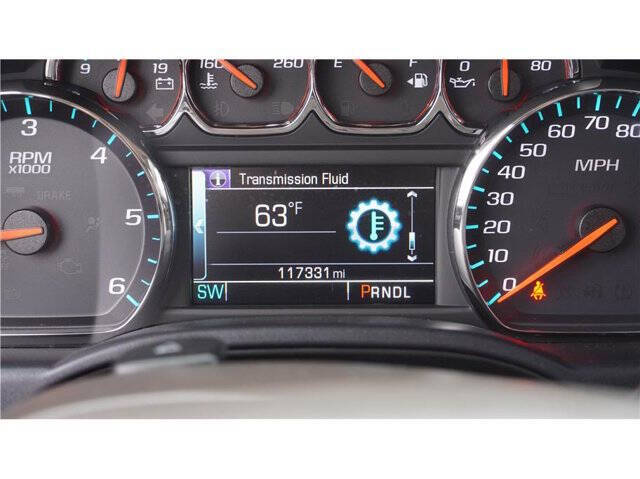 9 19 160 260 E F 0 80
3 4 5 6
RPM
x1000
BRAKE
Transmission Fluid
63°F
117331 mi
SW PRNDL
0 10 20 30 40 50 60 70 80
MPH